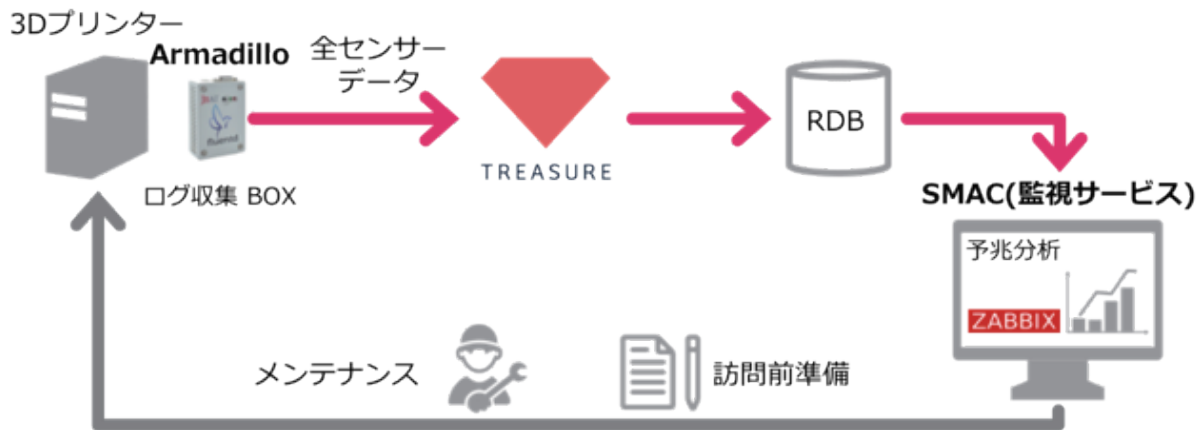 3Dプリンター
Armadillo
全センサー
データ
ログ収集 BOX
TREASURE
RDB
SMAC(監視サービス)
予兆分析
ZABBIX
メンテナンス
訪問前準備